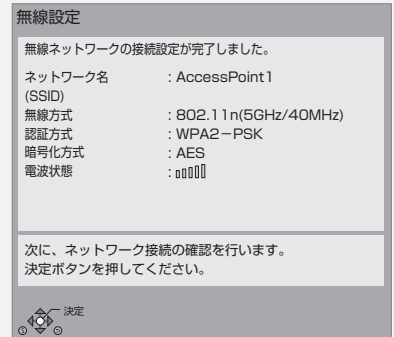 無線設定
無線ネットワークの接続設定が完了しました。
ネットワーク名 : AccessPoint1
(SSID)
無線方式 : 802.11n(5GHz/40MHz)
認証方式 : WPA2－PSK
暗号化方式 : AES
電波状態 :
次に、ネットワーク接続の確認を行います。
決定ボタンを押してください。
決定